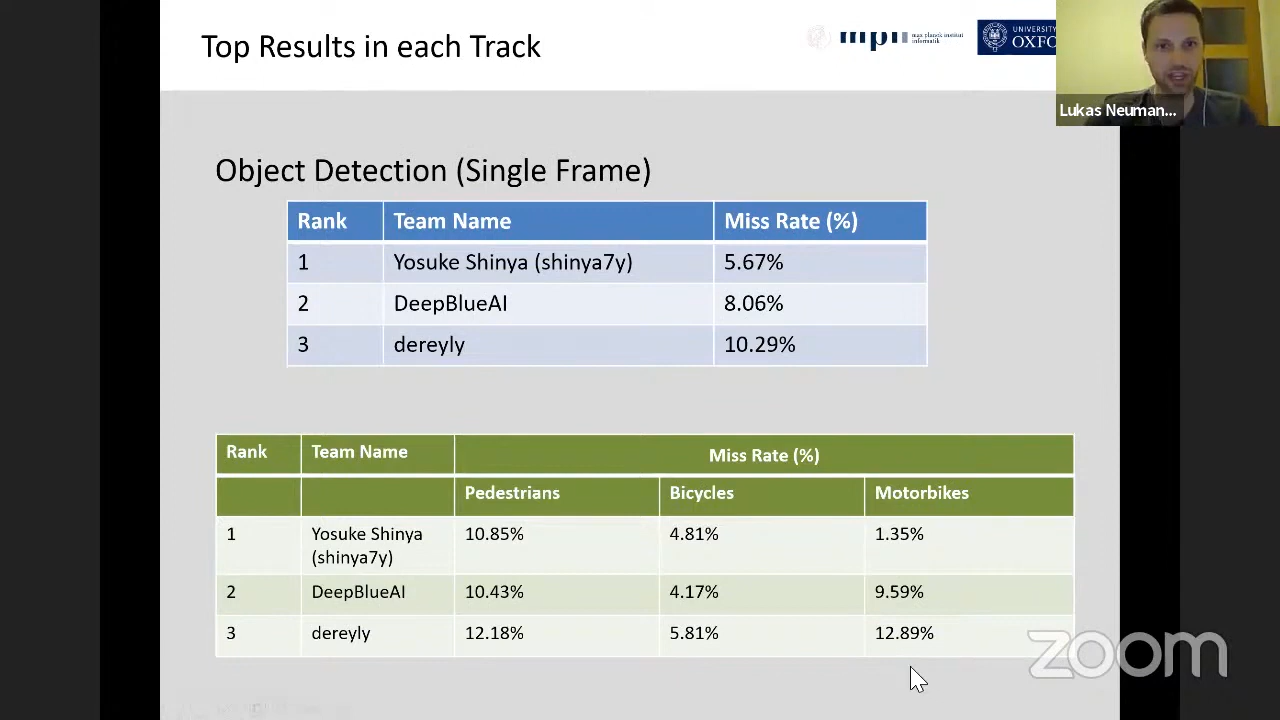 Top Results in each Track
max planck institut
informatik
UNIVERSITY
OXFO
Lukas Neuman...
Object Detection (Single Frame)
Rank Team Name Miss Rate (%)
1 Yosuke Shinya (shinya7y) 5.67%
2 DeepBlueAI 8.06%
3 dereyly 10.29%
Rank Team Name Miss Rate (%)
Pedestrians Bicycles Motorbikes
1 Yosuke Shinya 10.85% 4.81% 1.35%
(shinya7y)
2 DeepBlueAI 10.43% 4.17% 9.59%
3 dereyly 12.18% 5.81% 12.89%
zoom